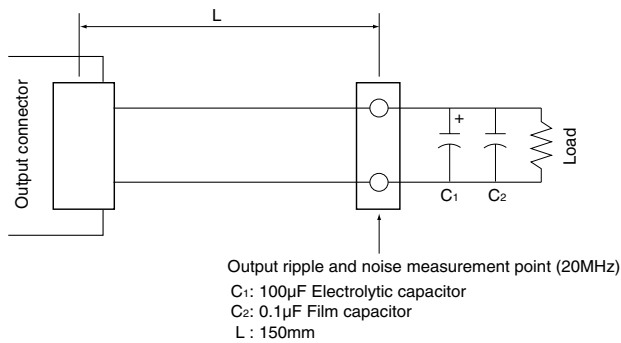 L
Output connector
+
Load
C1
C2
Output ripple and noise measurement point (20MHz)
C1: 100μF Electrolytic capacitor
C2: 0.1μF Film capacitor
L : 150mm